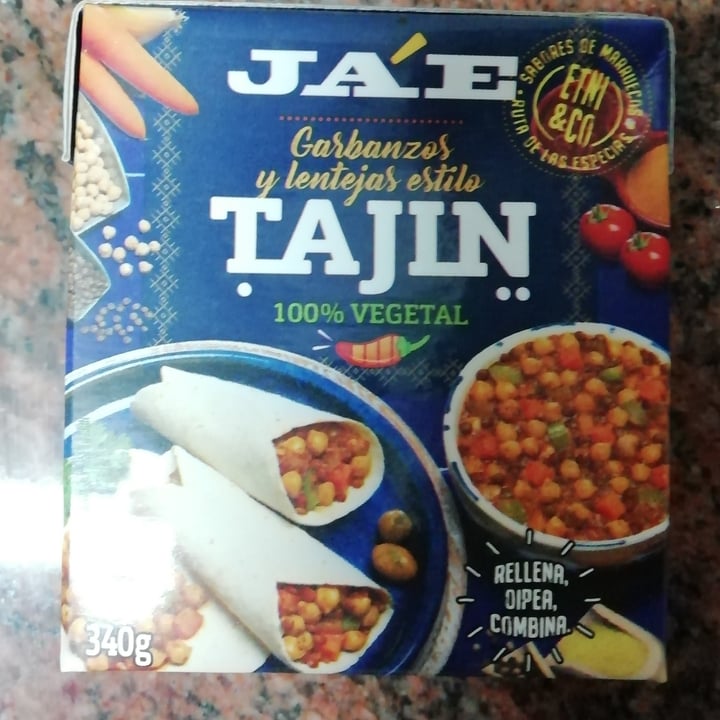 JAÉ
SABORES DE MARRUECOS
ETNI
&CO
RUTA DE LAS ESPECIAS
Garbanzos
y lentejas estilo
TAJIN
100% VEGETAL
RELLENA,
DIPEA,
COMBINA.
340g